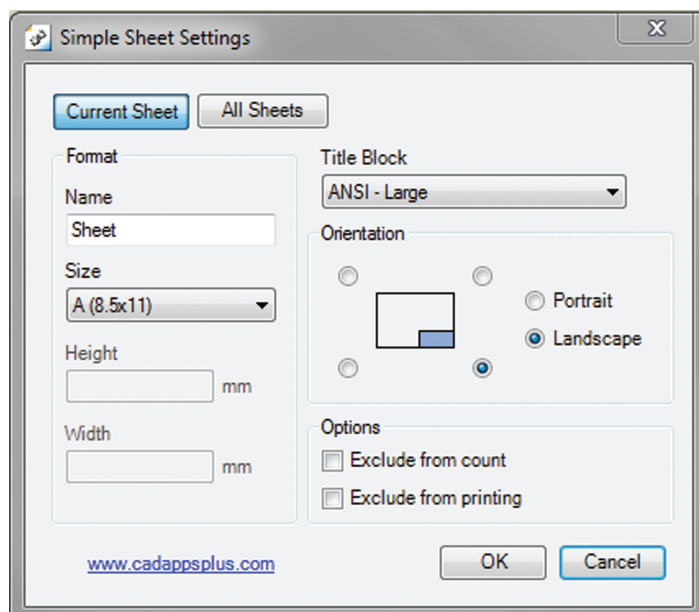 Simple Sheet Settings
Current Sheet
All Sheets
Format
Name
Sheet
Size
A (8.5x11)
Height
mm
Width
mm
Title Block
ANSI - Large
Orientation
Portrait
Landscape
Options
Exclude from count
Exclude from printing
www.cadappsplus.com
OK
Cancel